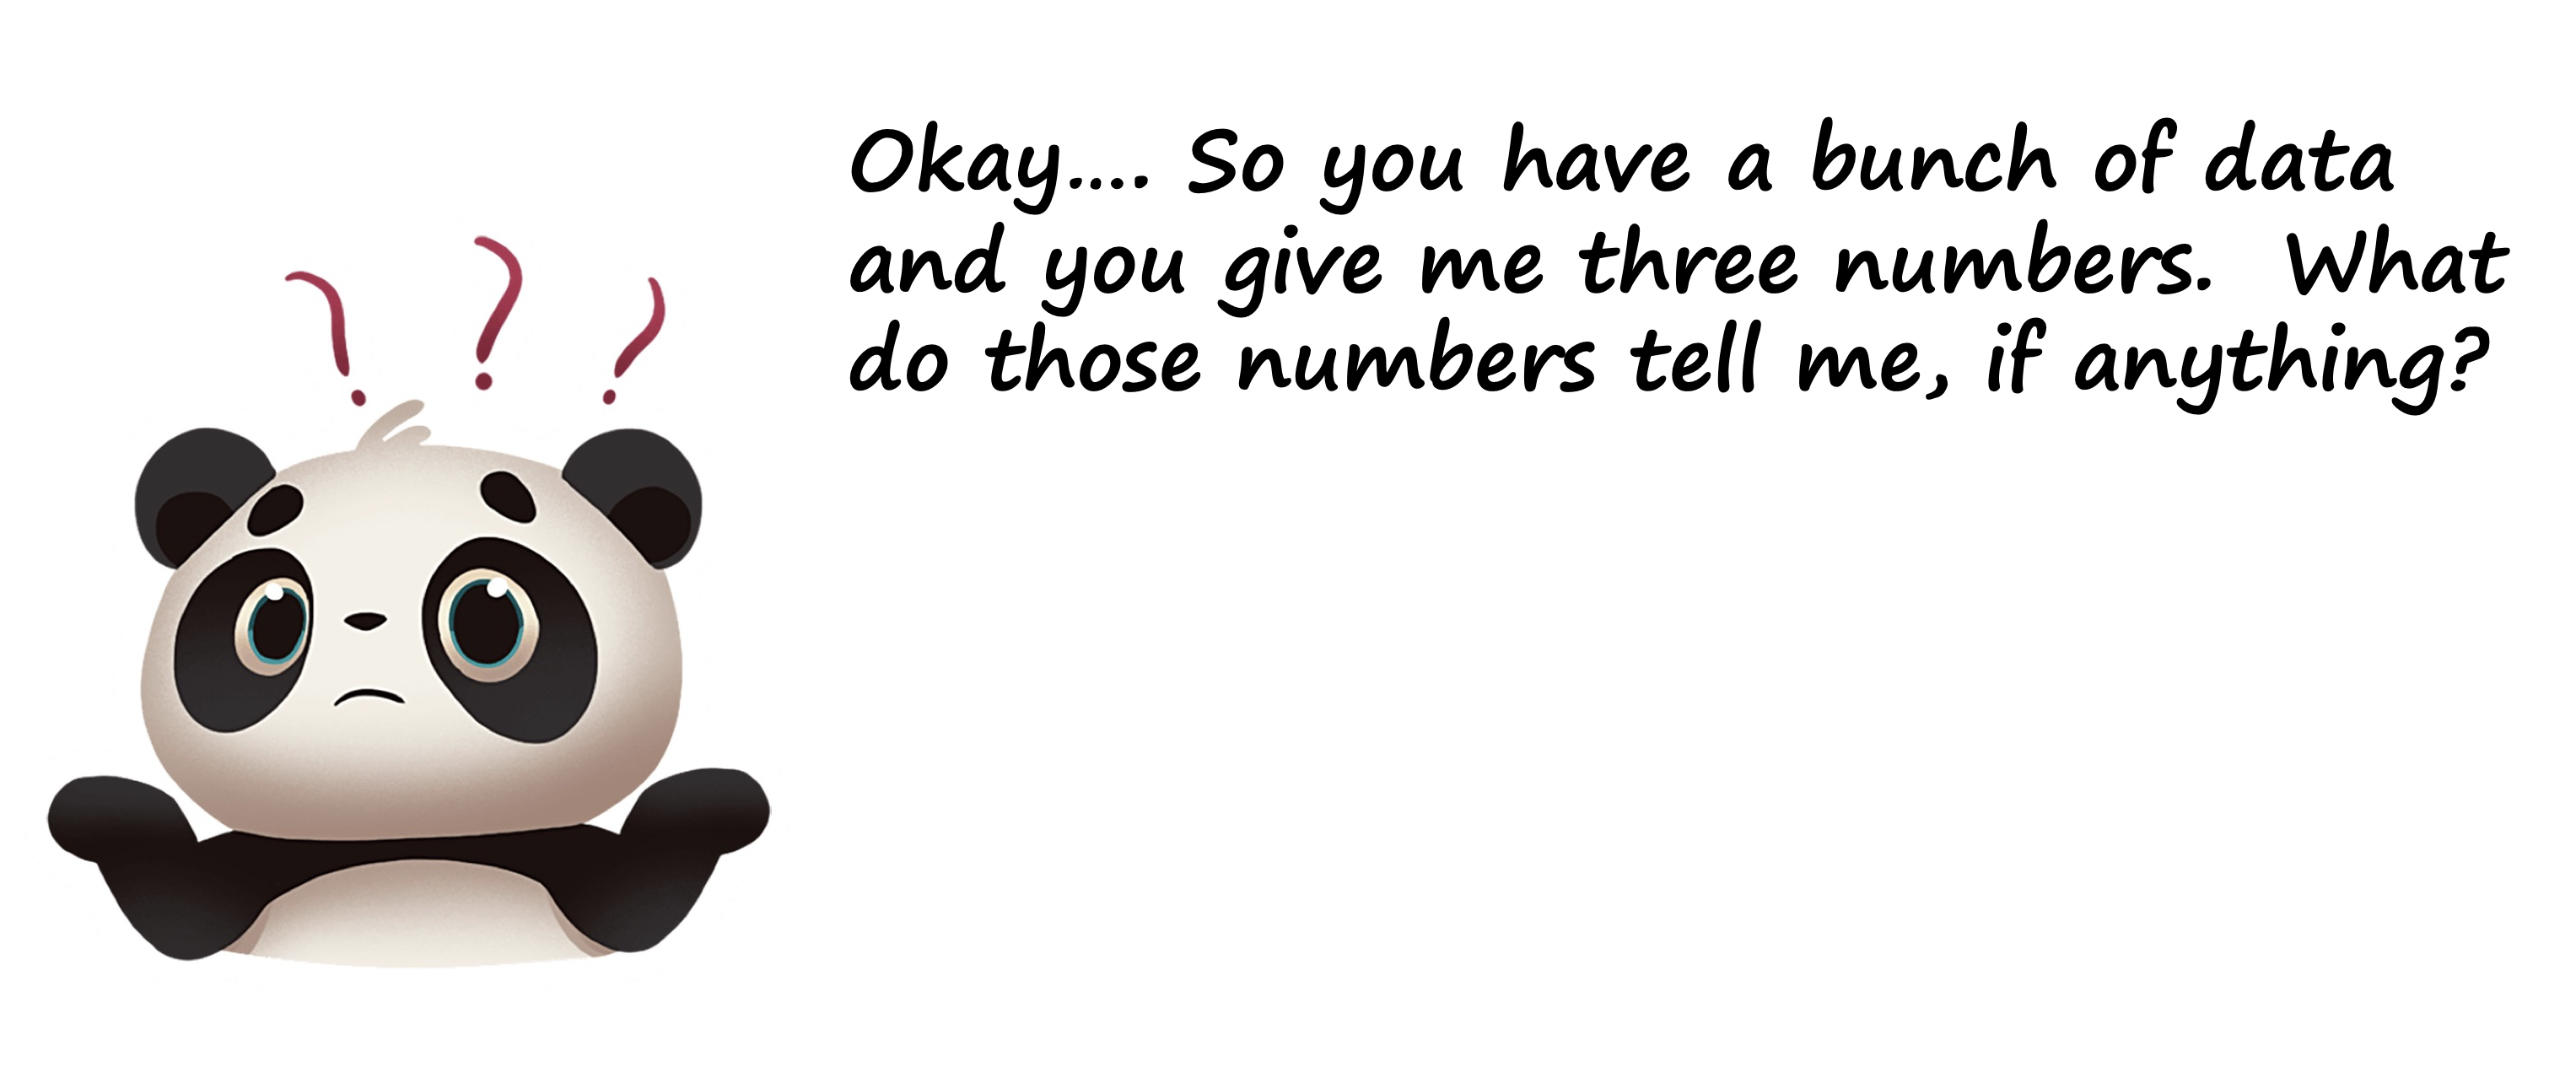 Okay.... So you have a bunch of data
and you give me three numbers.  What
do those numbers tell me, if anything?